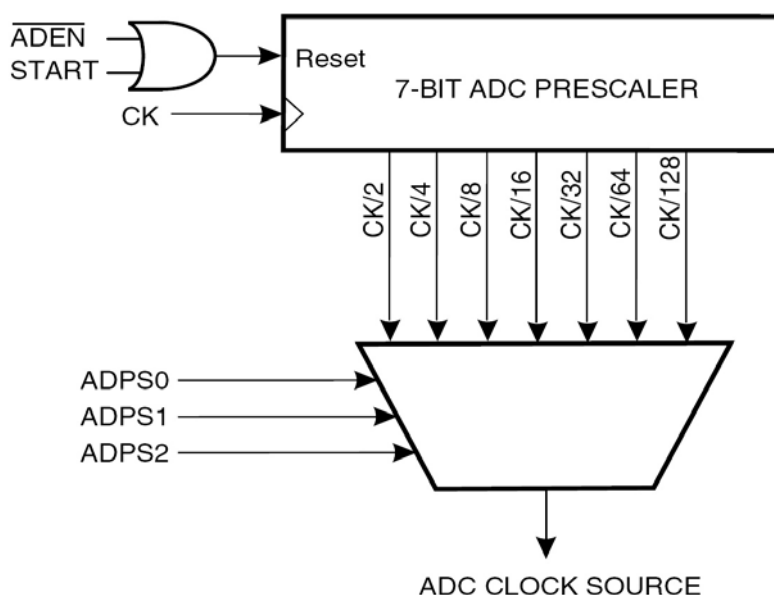 ADEN
START
Reset
CK
7-BIT ADC PRESCALER
CK/2
CK/4
CK/8
CK/16
CK/32
CK/64
CK/128
ADPS0
ADPS1
ADPS2
ADC CLOCK SOURCE